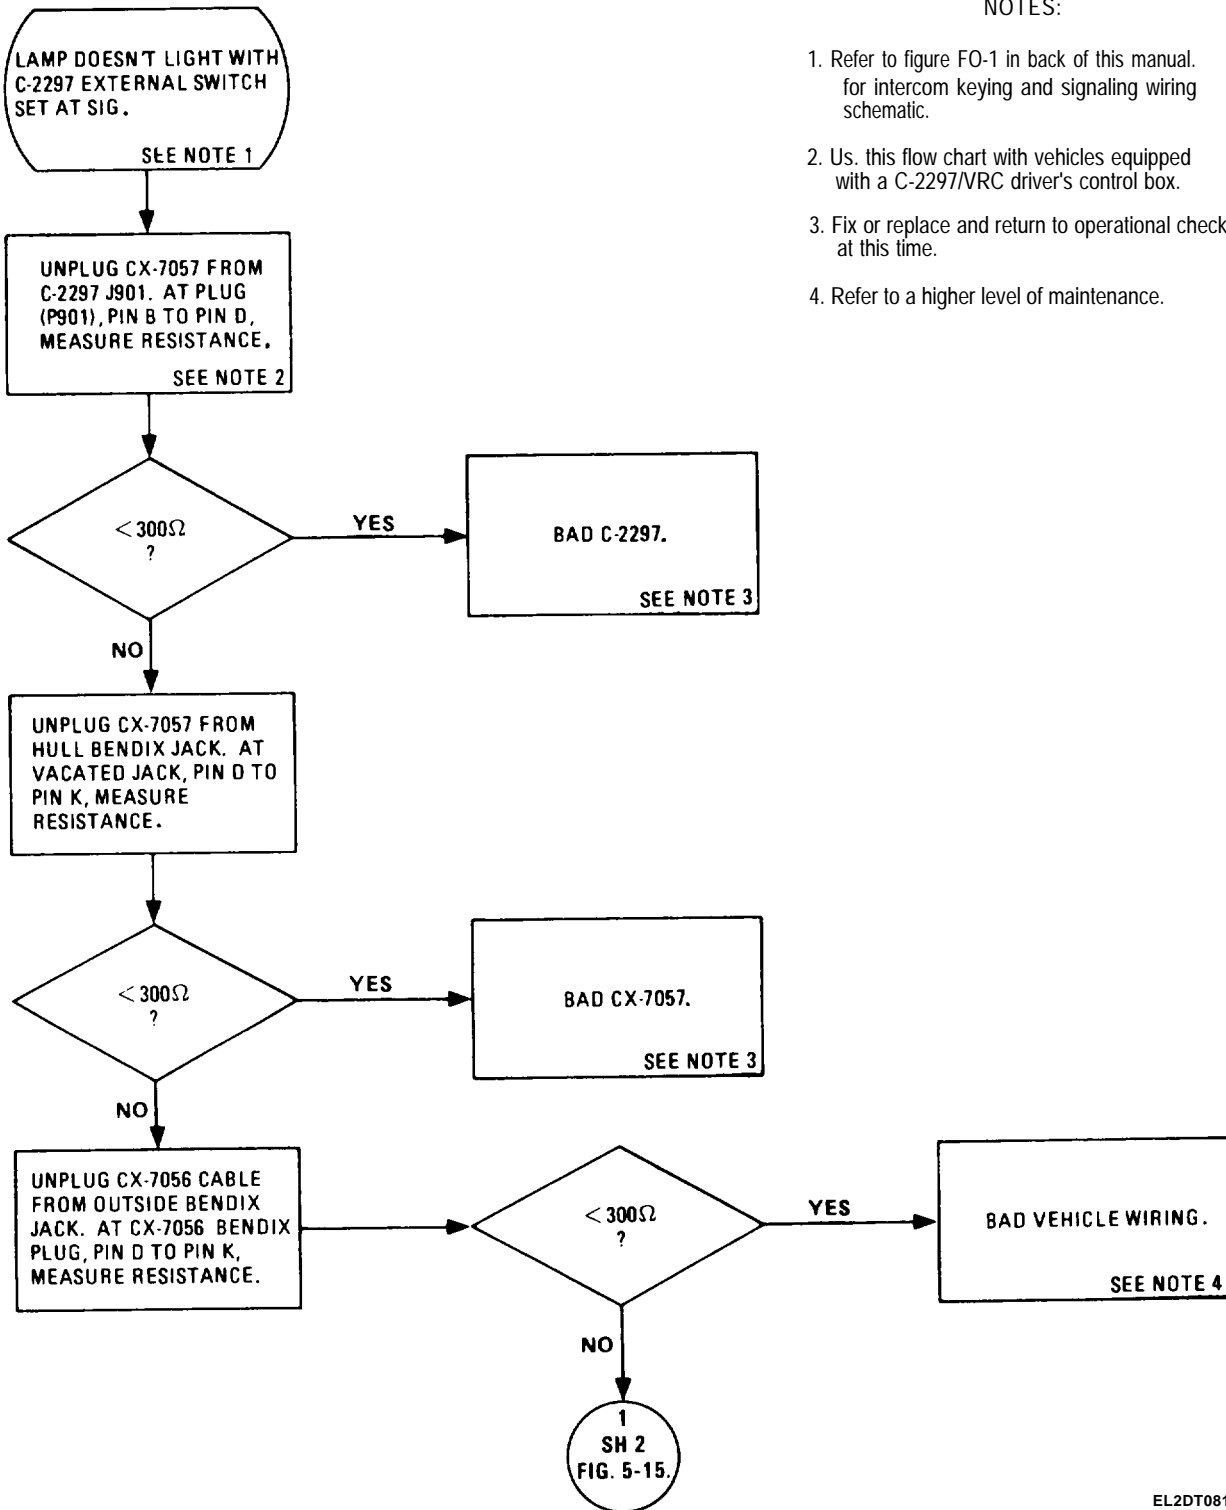 NOTES:
1. Refer to figure FO-1 in back of this manual.
for intercom keying and signaling wiring
schematic.
2. Us. this flow chart with vehicles equipped
with a C-2297/VRC driver's control box.
3. Fix or replace and return to operational check
at this time.
4. Refer to a higher level of maintenance.
LAMP DOESN'T LIGHT WITH
C-2297 EXTERNAL SWITCH
SET AT SIG.
SEE NOTE 1
UNPLUG CX-7057 FROM
C-2297 J901. AT PLUG
(P901), PIN B TO PIN D,
MEASURE RESISTANCE.
SEE NOTE 2
<300Ω
?
YES
BAD C-2297.
SEE NOTE 3
NO
UNPLUG CX-7057 FROM
HULL BENDIX JACK. AT
VACATED JACK, PIN D TO
PIN K, MEASURE
RESISTANCE.
<300Ω
?
YES
BAD CX-7057.
SEE NOTE 3
NO
UNPLUG CX-7056 CABLE
FROM OUTSIDE BENDIX
JACK. AT CX-7056 BENDIX
PLUG, PIN D TO PIN K,
MEASURE RESISTANCE.
<300Ω
?
YES
BAD VEHICLE WIRING.
SEE NOTE 4
NO
1
SH 2
FIG. 5-15.
EL2DT081